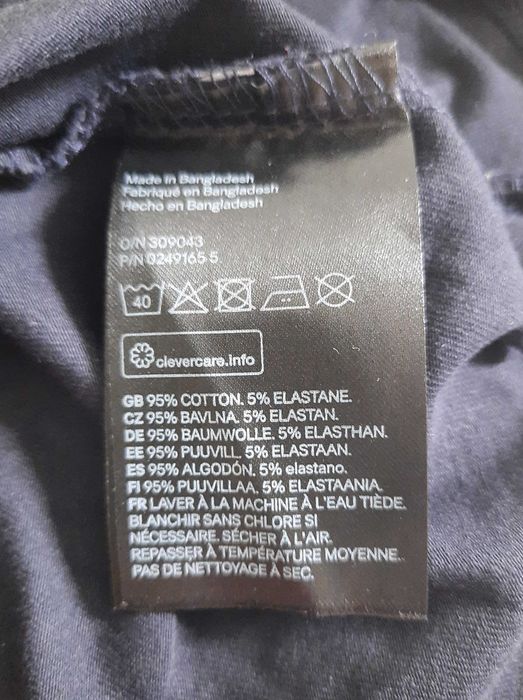 Made in Bangladesh
Fabriqué en Bangladesh
Hecho en Bangladesh
O/N 309043
P/N 0249165 5
40
clevercare.info
GB 95% COTTON. 5% ELASTANE.
CZ 95% BAVLNA. 5% ELASTAN.
DE 95% BAUMWOLLE. 5% ELASTHAN.
EE 95% PUUVILL. 5% ELASTAAN.
ES 95% ALGODÓN. 5% elastano.
FI 95% PUUVILLAA. 5% ELASTAANIA.
FR LAVER À LA MACHINE À L'EAU TIÈDE.
BLANCHIR SANS CHLORE SI
NÉCESSAIRE. SÉCHER À L'AIR.
REPASSER À TEMPÉRATURE MOYENNE.
PAS DE NETTOYAGE À SEC.